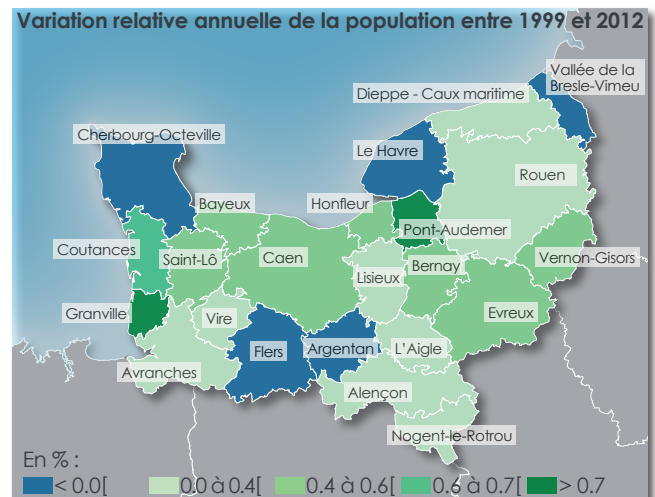 Variation relative annuelle de la population entre 1999 et 2012
Vallée de la
Bresle-Vimeu
Dieppe - Caux maritime
Cherbourg-Octeville
Le Havre
Rouen
Bayeux
Honfleur
Pont-Audemer
Coutances
Saint-Lô
Caen
Bernay
Vernon-Gisors
Lisieux
Granville
Vire
Evreux
Flers
Argentan
L'Aigle
Avranches
Alençon
Nogent-le-Rotrou
En % :
< 0.0[ 0.0 à 0.4[ 0.4 à 0.6[ 0.6 à 0.7[ > 0.7